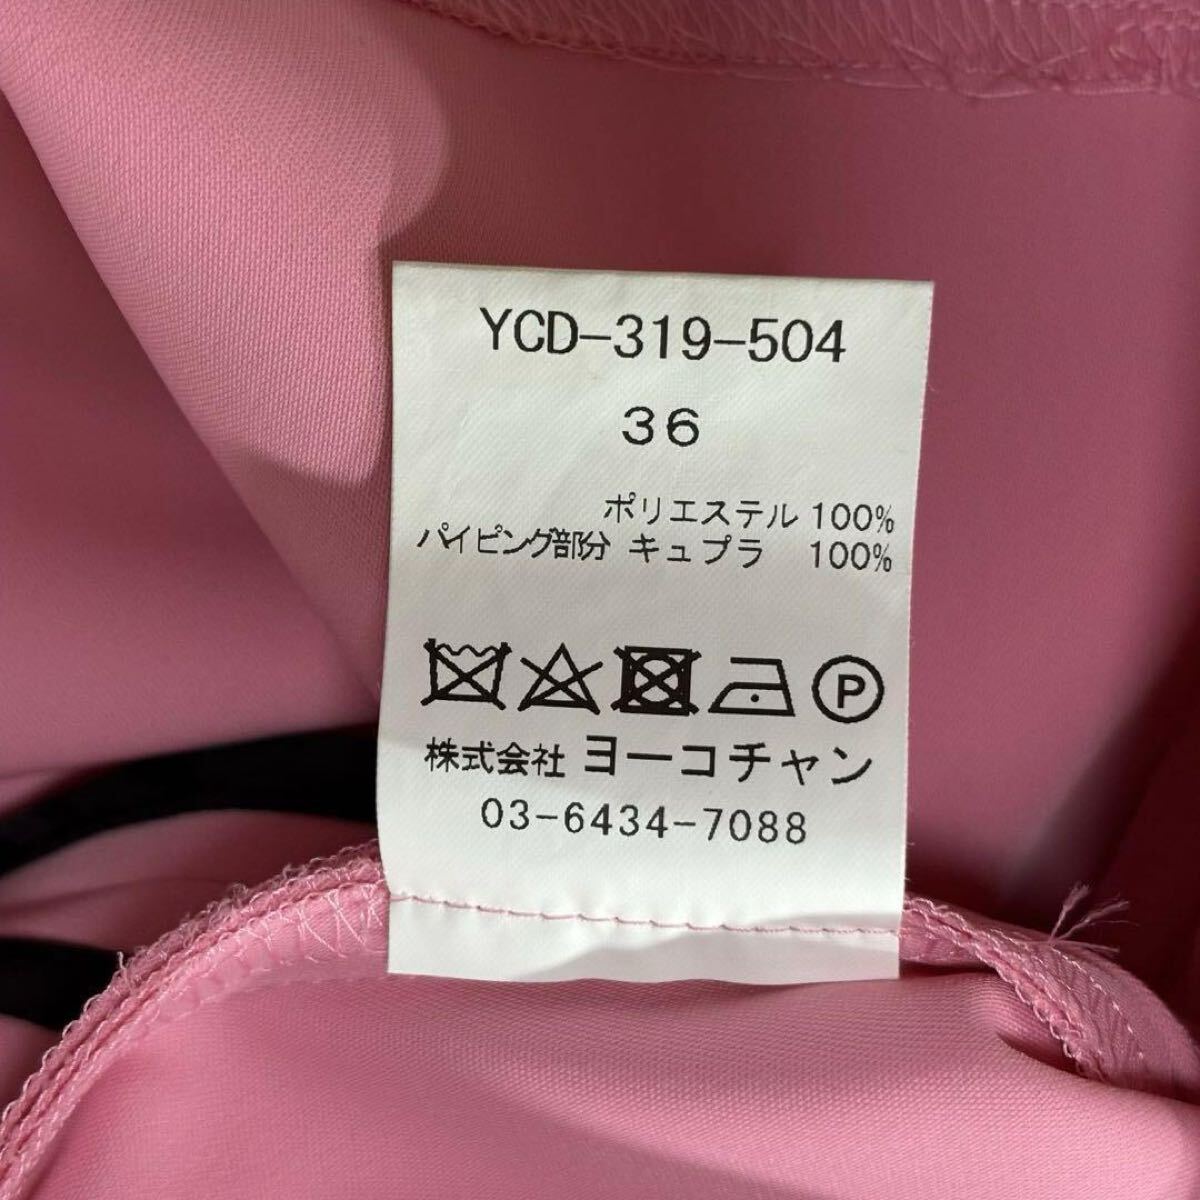 YCD-319-504
36
ポリエステル 100%
パイピング部分 キュプラ 100%
P
株式会社 ヨーコチャン
03-6434-7088